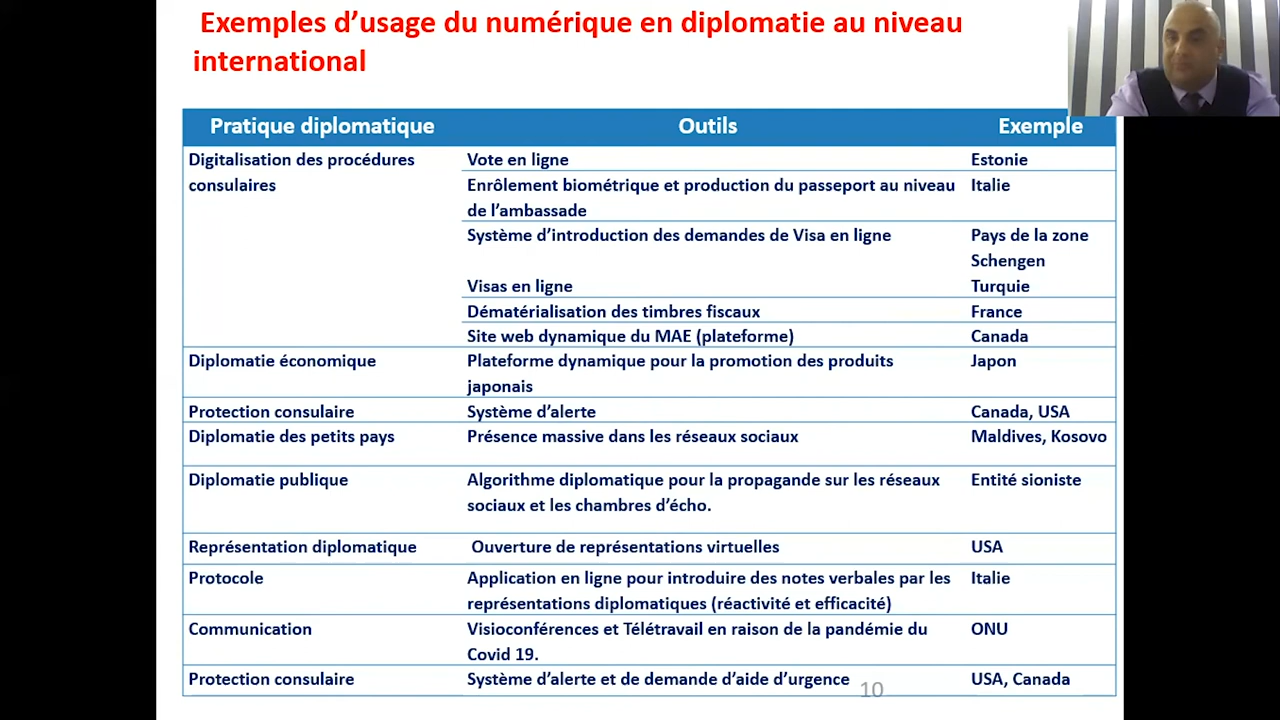 Exemples d’usage du numérique en diplomatie au niveau
international
Pratique diplomatique Outils Exemple
Digitalisation des procédures Vote en ligne Estonie
consulaires Enrôlement biométrique et production du passeport au niveau Italie
de l’ambassade
Système d’introduction des demandes de Visa en ligne Pays de la zone
Schengen
Visas en ligne Turquie
Dématérialisation des timbres fiscaux France
Site web dynamique du MAE (plateforme) Canada
Diplomatie économique Plateforme dynamique pour la promotion des produits Japon
japonais
Protection consulaire Système d’alerte Canada, USA
Diplomatie des petits pays Présence massive dans les réseaux sociaux Maldives, Kosovo
Diplomatie publique Algorithme diplomatique pour la propagande sur les réseaux Entité sioniste
sociaux et les chambres d’écho.
Représentation diplomatique Ouverture de représentations virtuelles USA
Protocole Application en ligne pour introduire des notes verbales par les Italie
représentations diplomatiques (réactivité et efficacité)
Communication Visioconférences et Télétravail en raison de la pandémie du ONU
Covid 19.
Protection consulaire Système d’alerte et de demande d’aide d’urgence USA, Canada
10